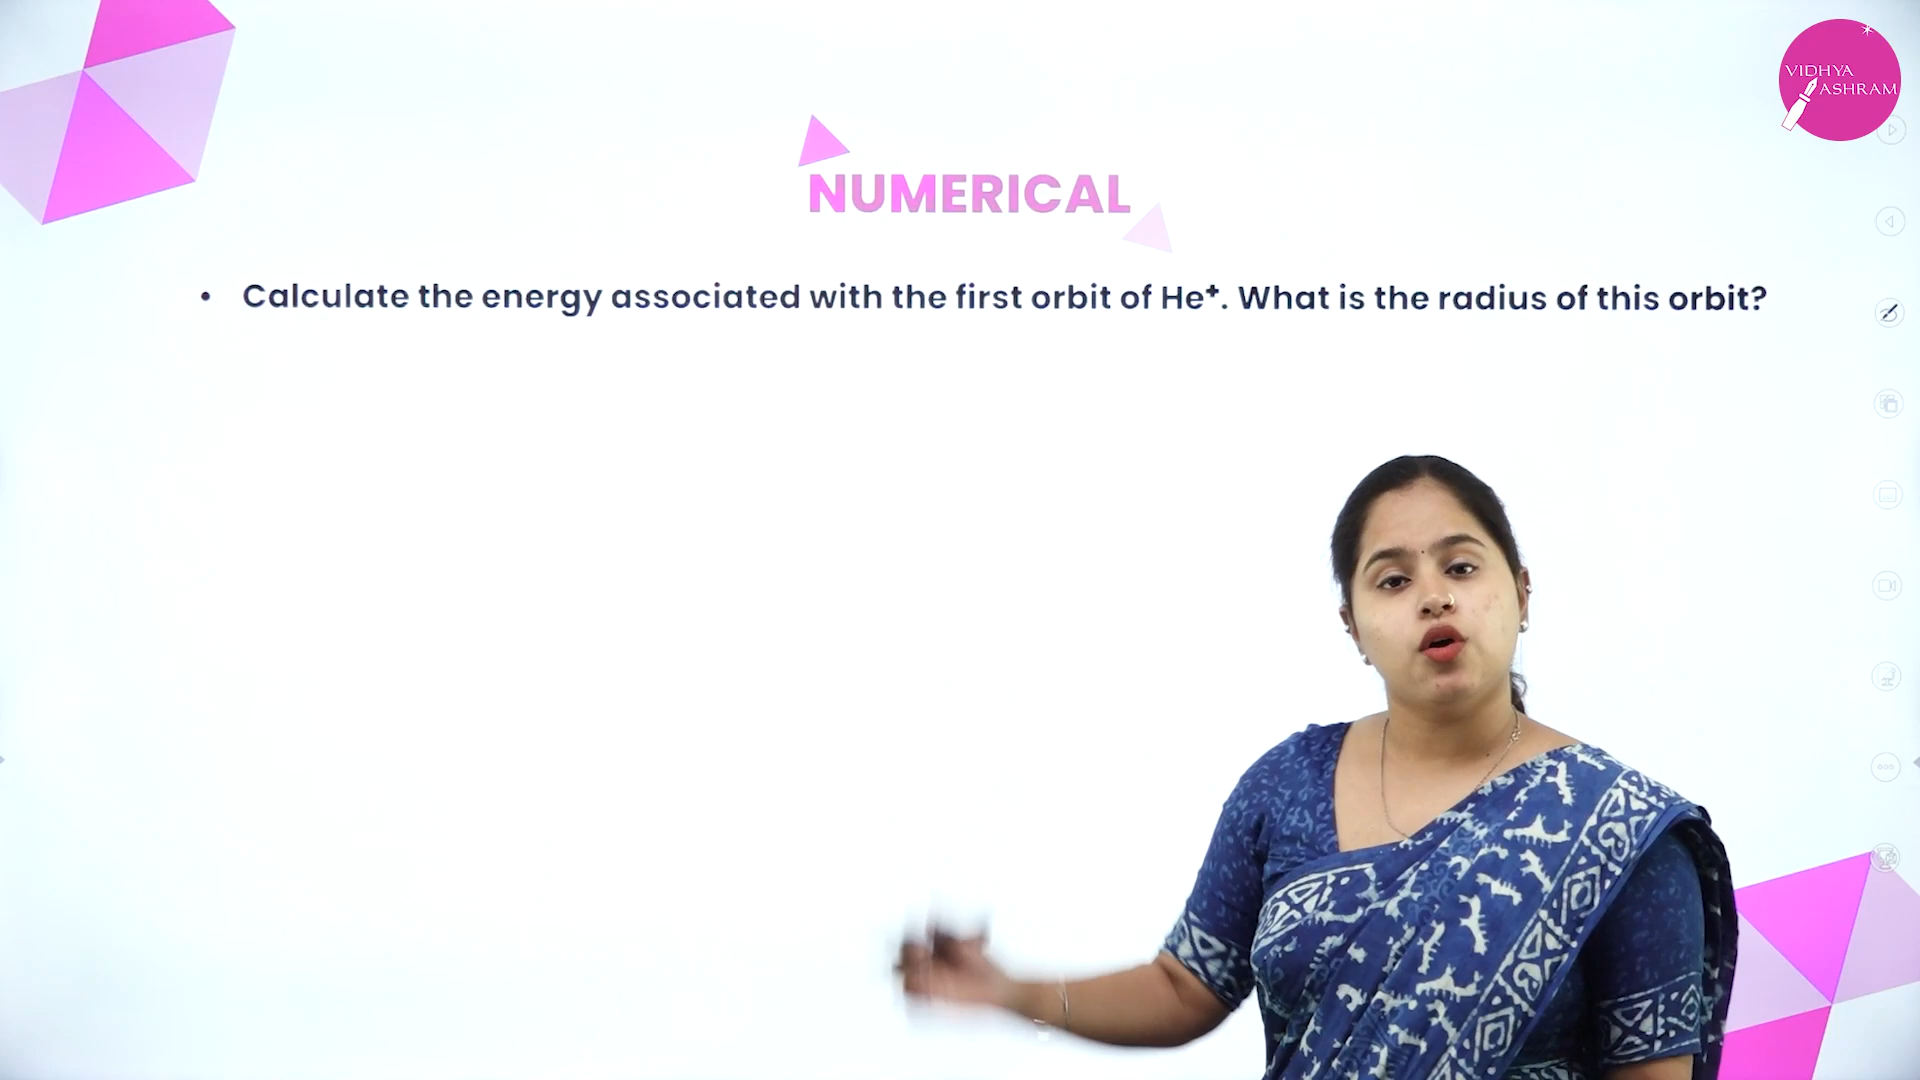 VIDHYA
ASHRAM
NUMERICAL
• Calculate the energy associated with the first orbit of He⁺. What is the radius of this orbit?